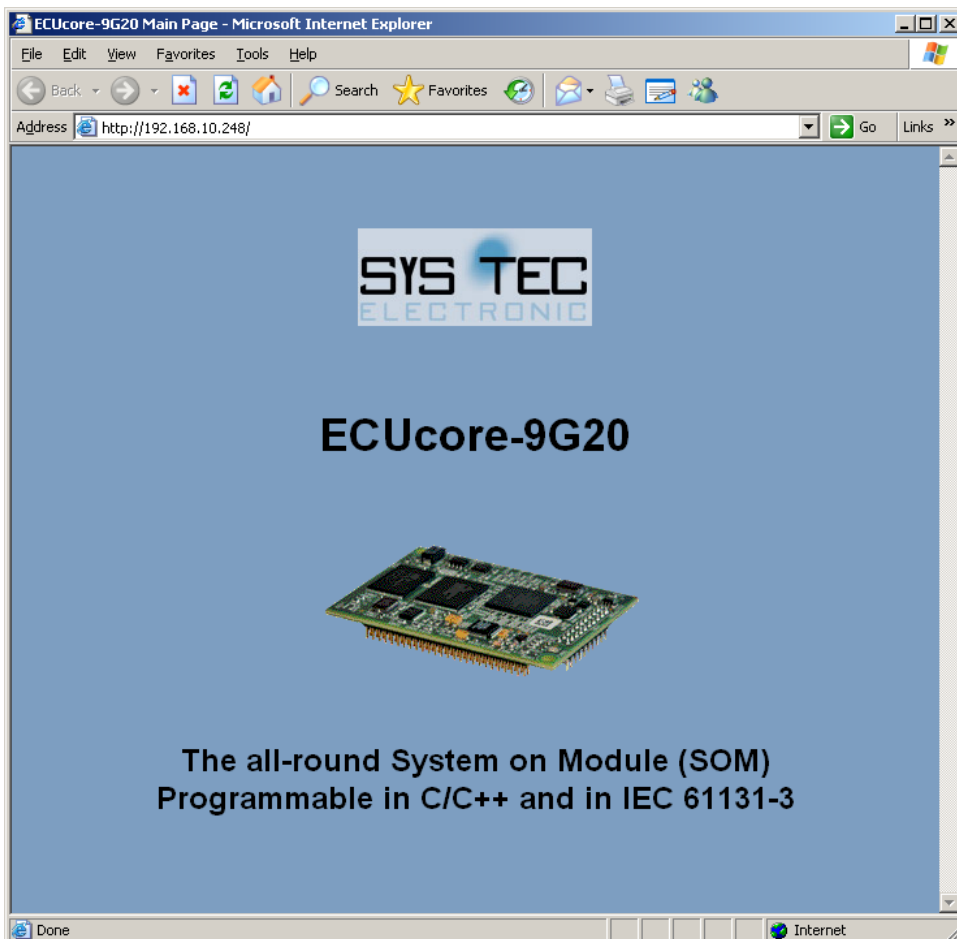 ECUcore-9G20 Main Page - Microsoft Internet Explorer
File Edit View Favorites Tools Help
Back Search Favorites
Address http://192.168.10.248/ Go Links »
SYS TEC
ELECTRONIC
ECUcore-9G20
The all-round System on Module (SOM)
Programmable in C/C++ and in IEC 61131-3
Done Internet